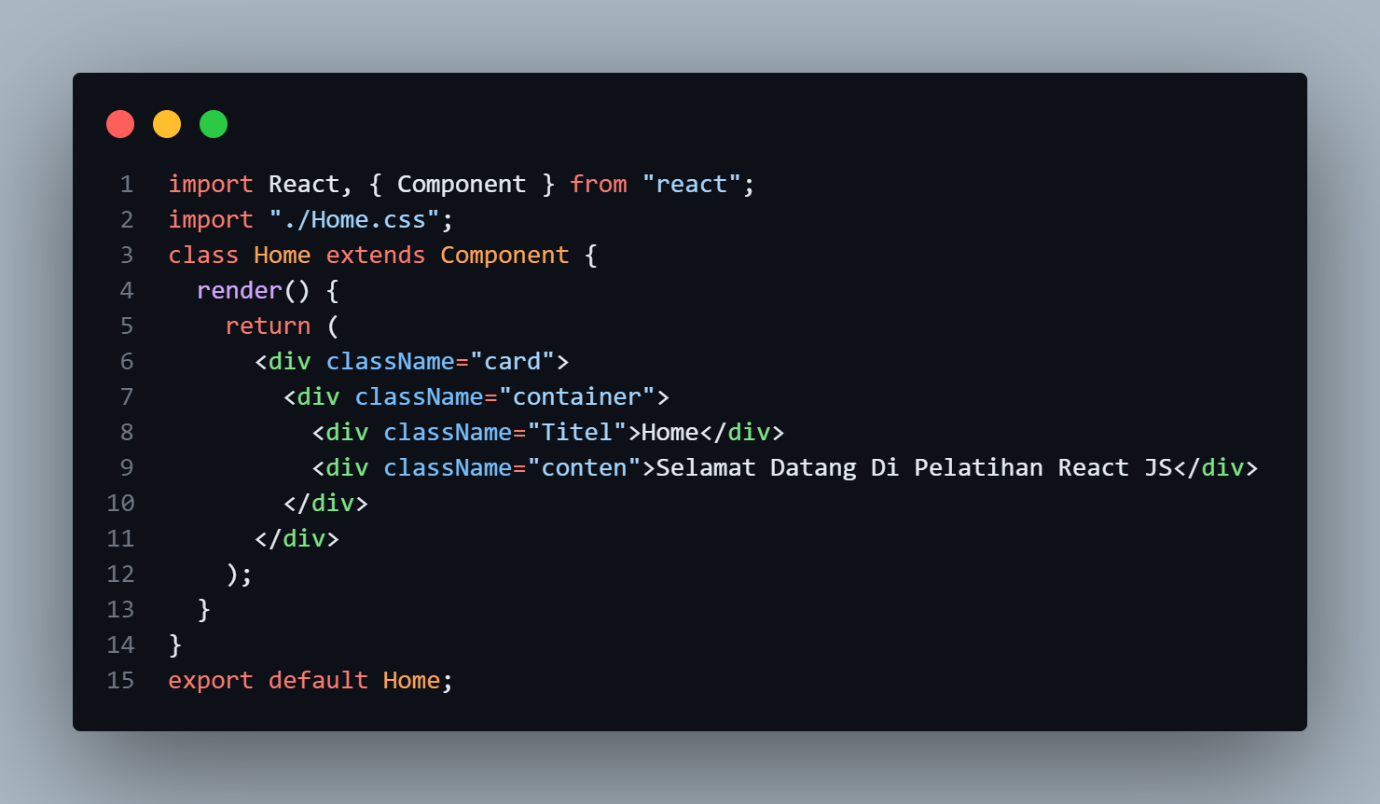 1 import React, { Component } from "react";
2 import "./Home.css";
3 class Home extends Component {
4   render() {
5     return (
6       <div className="card">
7         <div className="container">
8           <div className="Titel">Home</div>
9           <div className="conten">Selamat Datang Di Pelatihan React JS</div>
10         </div>
11       </div>
12     );
13   }
14 }
15 export default Home;